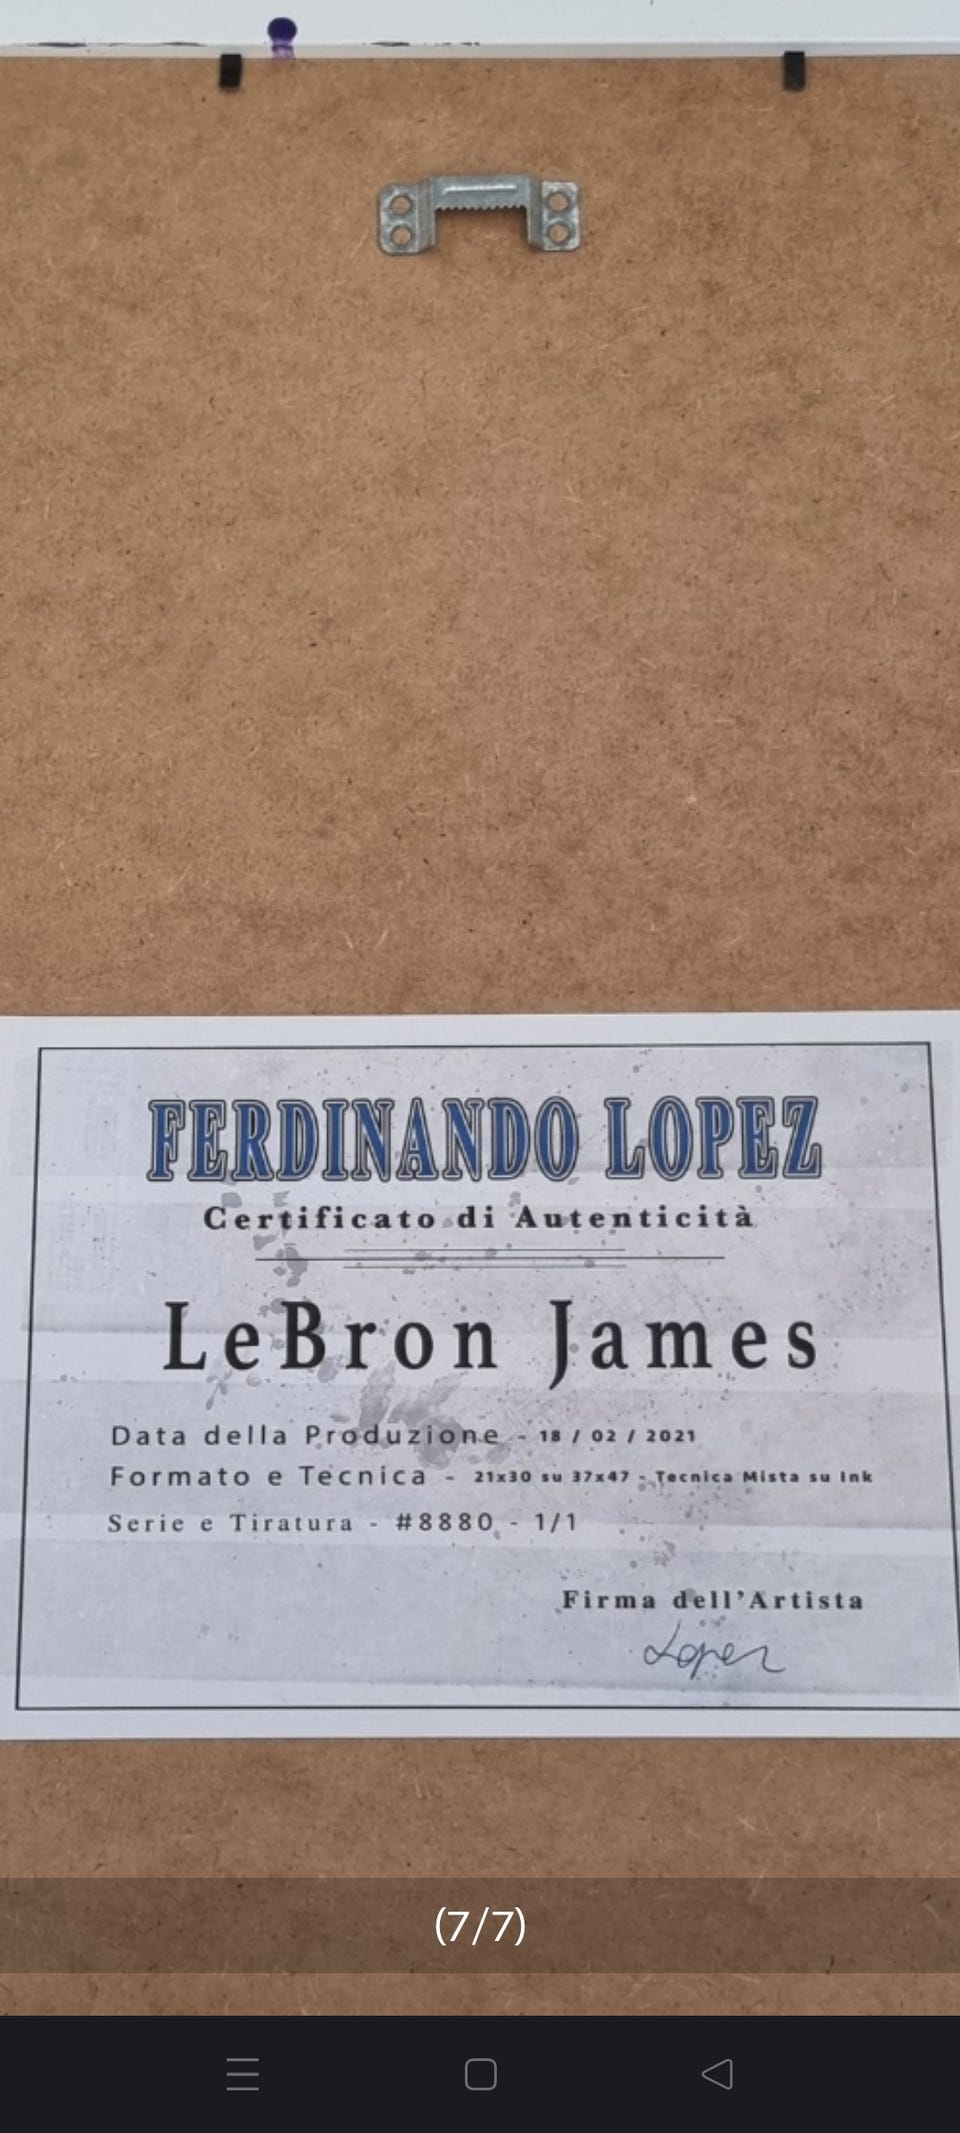 FERDINANDO LOPEZ
Certificato di Autenticità
LeBron James
Data della Produzione - 18 / 02 / 2021
Formato e Tecnica - 21x30 su 37x47 - Tecnica Mista su Ink
Serie e Tiratura - #8880 - 1/1
Firma dell'Artista
Lopez
(7/7)